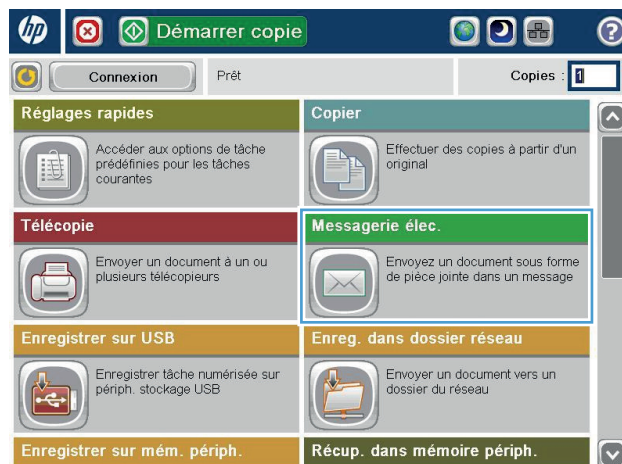 hp Démarrer copie ?
Connexion Prêt Copies : 1
Réglages rapides
Accéder aux options de tâche
prédéfinies pour les tâches
courantes
Copier
Effectuer des copies à partir d'un
original
Télécopie
Envoyer un document à un ou
plusieurs télécopieurs
Messagerie élec.
Envoyez un document sous forme
de pièce jointe dans un message
Enregistrer sur USB
Enregistrer tâche numérisée sur
périph. stockage USB
Enreg. dans dossier réseau
Envoyer un document vers un
dossier du réseau
Enregistrer sur mém. périph.
Récup. dans mémoire périph.